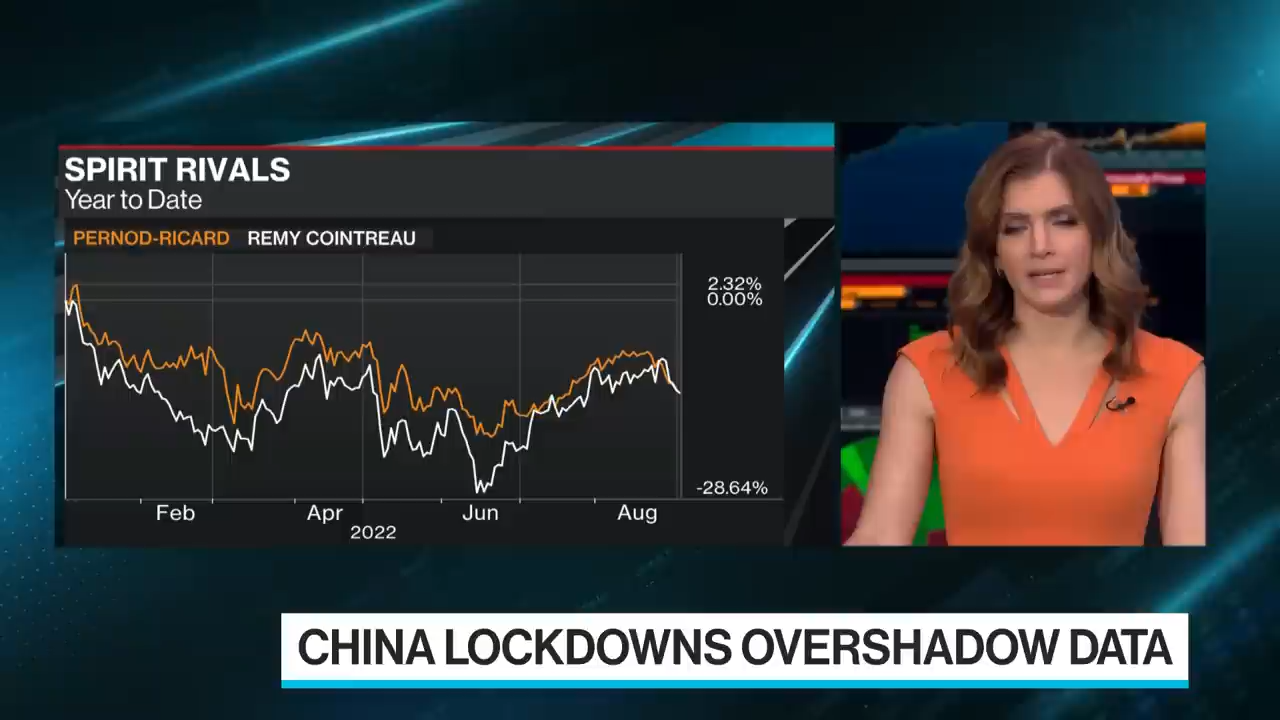 SPIRIT RIVALS
Year to Date
PERNOD-RICARD REMY COINTREAU
2.32%
0.00%
-28.64%
Feb Apr Jun Aug
2022
CHINA LOCKDOWNS OVERSHADOW DATA